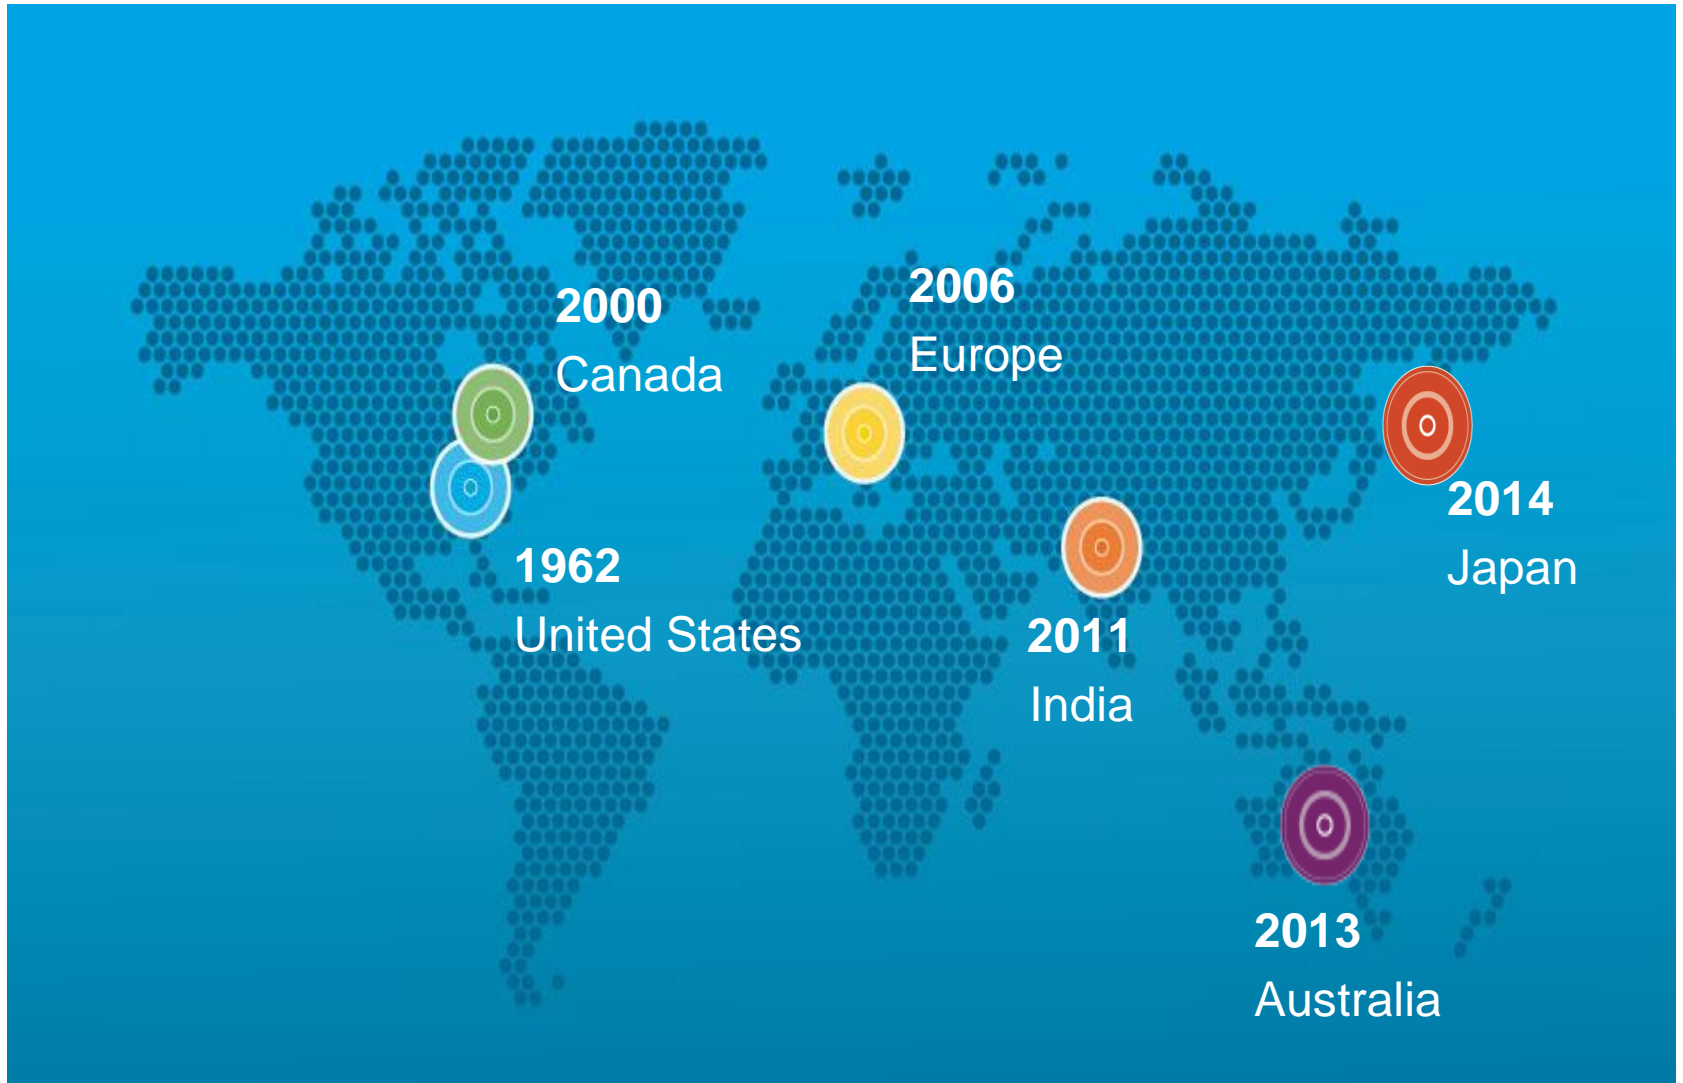 2000
Canada
2006
Europe
1962
United States
2014
Japan
2011
India
2013
Australia